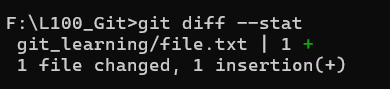 F:\L100_Git>git diff --stat
git_learning/file.txt | 1 +
1 file changed, 1 insertion(+)